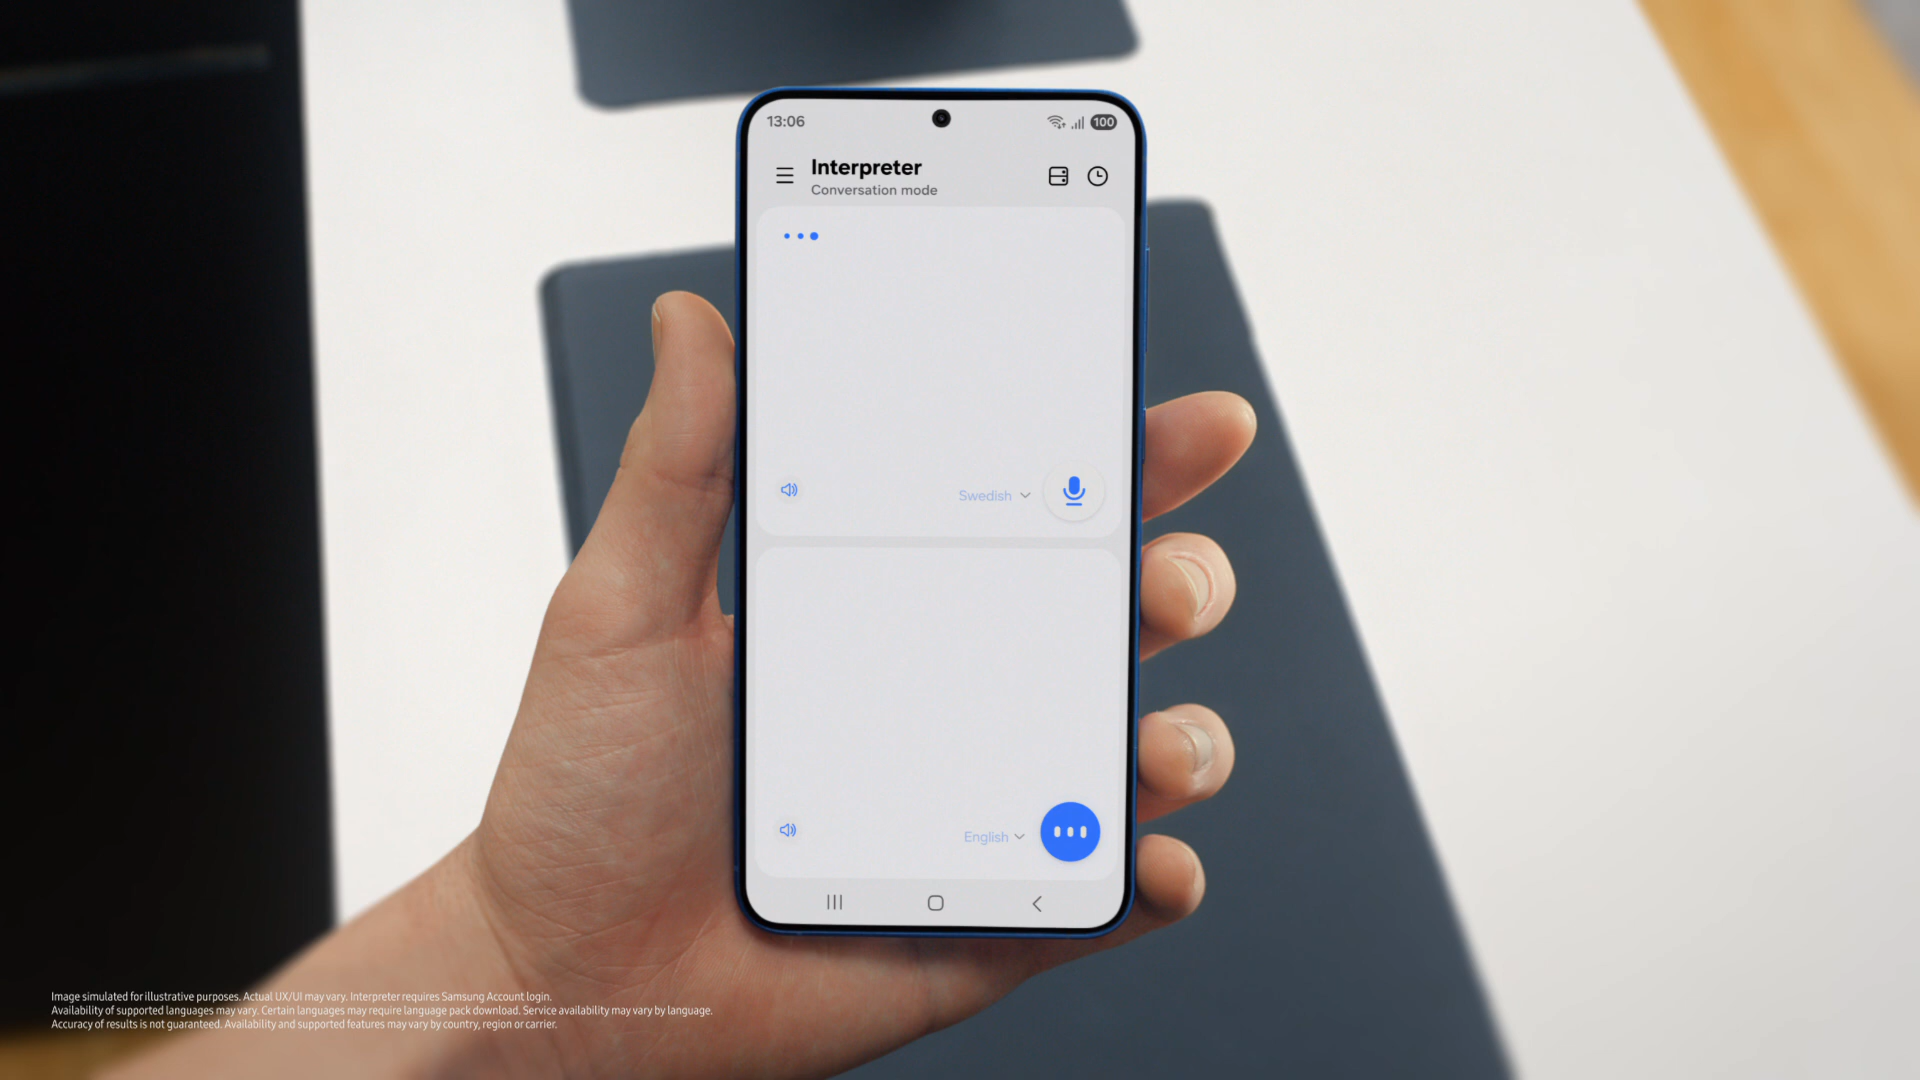 13:06
100
Interpreter
Conversation mode
Swedish
English
Image simulated for illustrative purposes. Actual UX/UI may vary. Interpreter requires Samsung Account login.
Availability of supported languages may vary. Certain languages may require language pack download. Service availability may vary by language.
Accuracy of results is not guaranteed. Availability and supported features may vary by country, region or carrier.